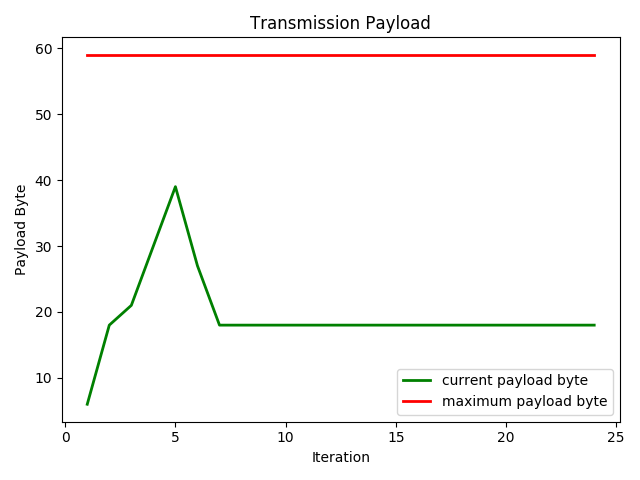 Transmission Payload
Payload Byte
60
50
40
30
20
10
current payload byte
maximum payload byte
0 5 10 15 20 25
Iteration